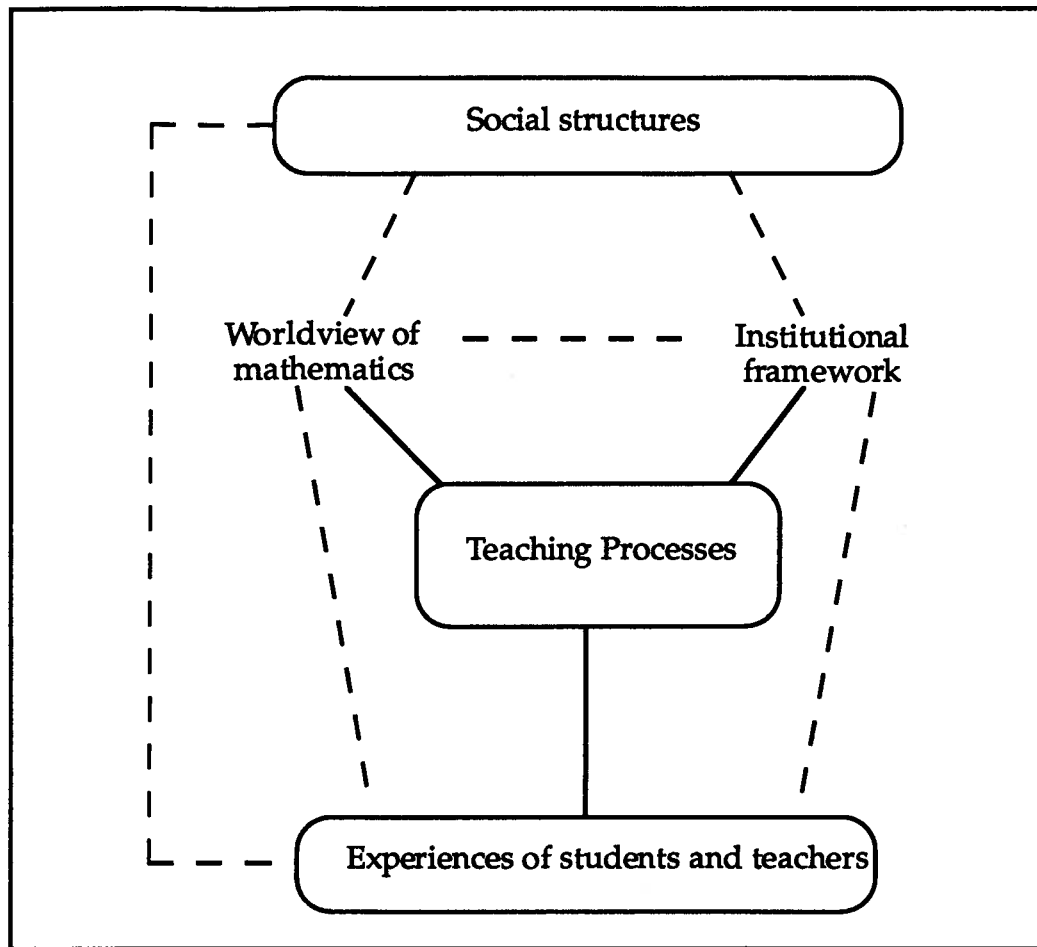 Social structures
Worldview of
mathematics
Institutional
framework
Teaching Processes
Experiences of students and teachers